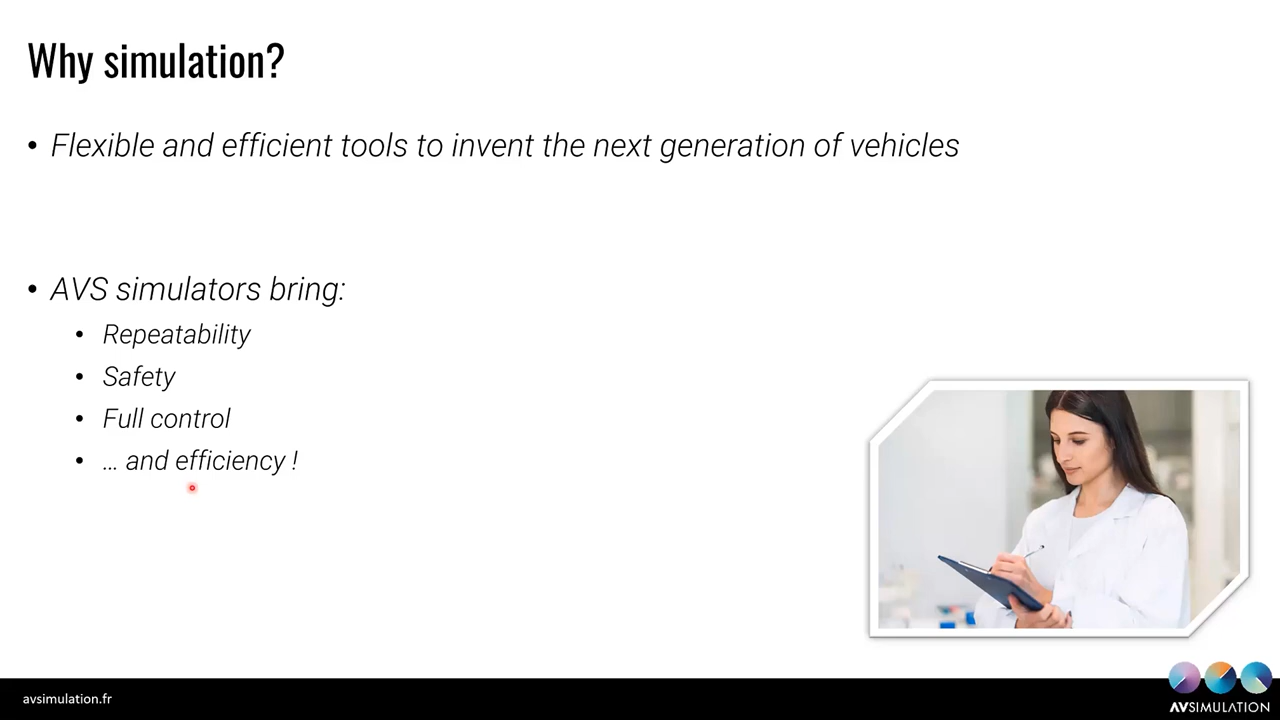 Why simulation?
• Flexible and efficient tools to invent the next generation of vehicles
• AVS simulators bring:
• Repeatability
• Safety
• Full control
• ... and efficiency !
avsimulation.fr
AVSIMULATION